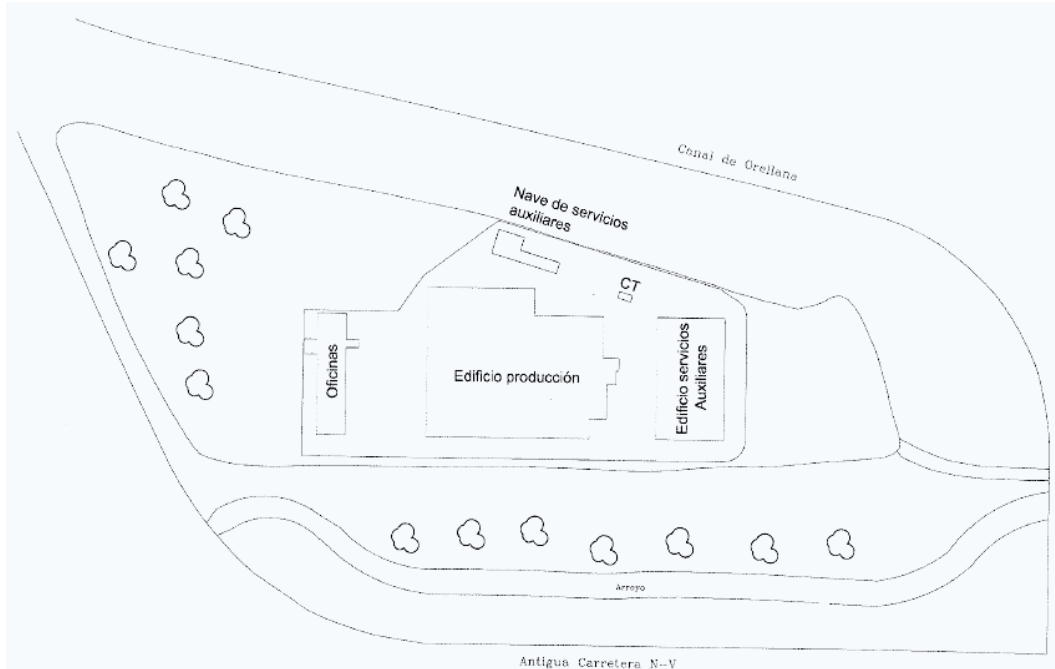 Canal de Orellana
Nave de servicios
auxiliares
CT
Oficinas
Edificio producción
Edificio servicios
Auxiliares
Arroyo
Antigua Carretera N-V